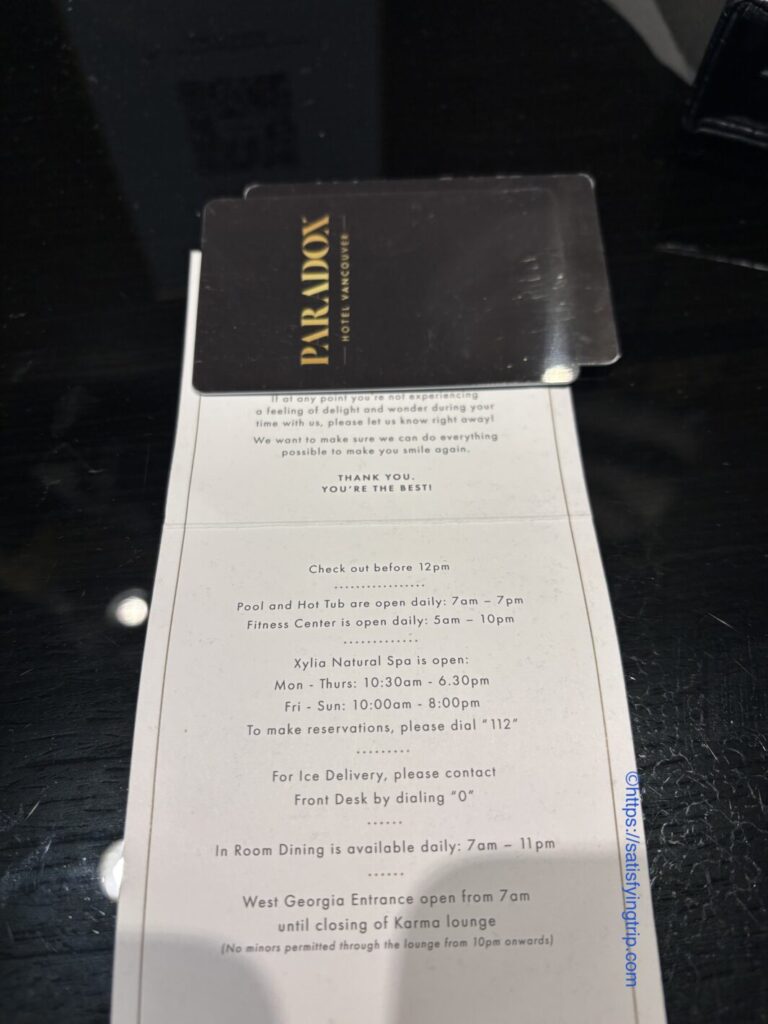 PARADOX
HOTEL VANCOUVER
If at any point you're not experiencing
a feeling of delight and wonder during your
time with us, please let us know right away!
We want to make sure we can do everything
possible to make you smile again.
THANK YOU.
YOU'RE THE BEST!
Check out before 12pm
Pool and Hot Tub are open daily: 7am – 7pm
Fitness Center is open daily: 5am – 10pm
Xylia Natural Spa is open:
Mon - Thurs: 10:30am - 6.30pm
Fri - Sun: 10:00am - 8:00pm
To make reservations, please dial "112"
For Ice Delivery, please contact
Front Desk by dialing "0"
In Room Dining is available daily: 7am – 11pm
West Georgia Entrance open from 7am
until closing of Karma lounge
(No minors permitted through the lounge from 10pm onwards)
©https://satisfyingtrip.com